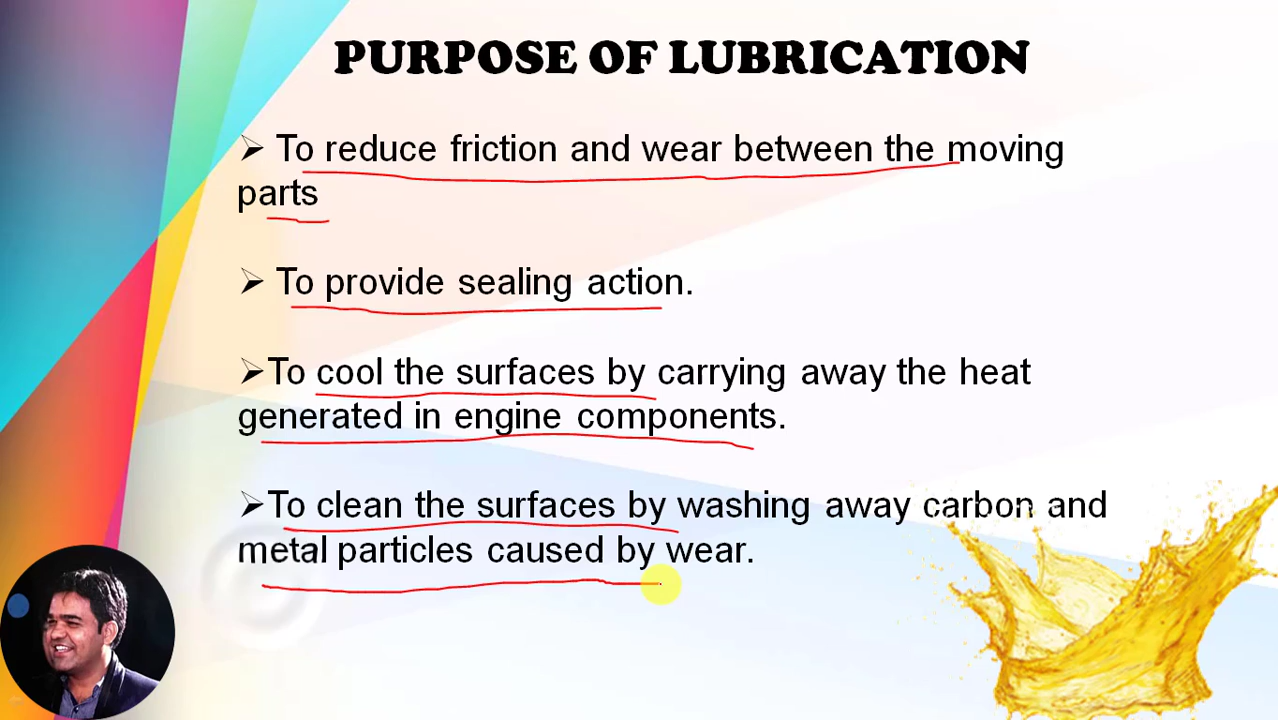 PURPOSE OF LUBRICATION
➢ To reduce friction and wear between the moving
parts
➢ To provide sealing action.
➢To cool the surfaces by carrying away the heat
generated in engine components.
➢To clean the surfaces by washing away carbon and
metal particles caused by wear.